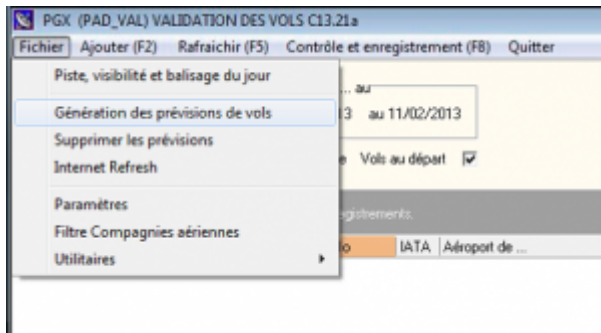 PGX (PAD_VAL) VALIDATION DES VOLS C13.21a
Fichier Ajouter (F2) Rafraichir (F5) Contrôle et enregistrement (F8) Quitter
Piste, visibilité et balisage du jour
... au
Génération des prévisions de vols
13 au 11/02/2013
Supprimer les prévisions
Internet Refresh
Vols au départ
Paramètres
egistrements.
Filtre Compagnies aériennes
IATA Aéroport de ...
Utilitaires